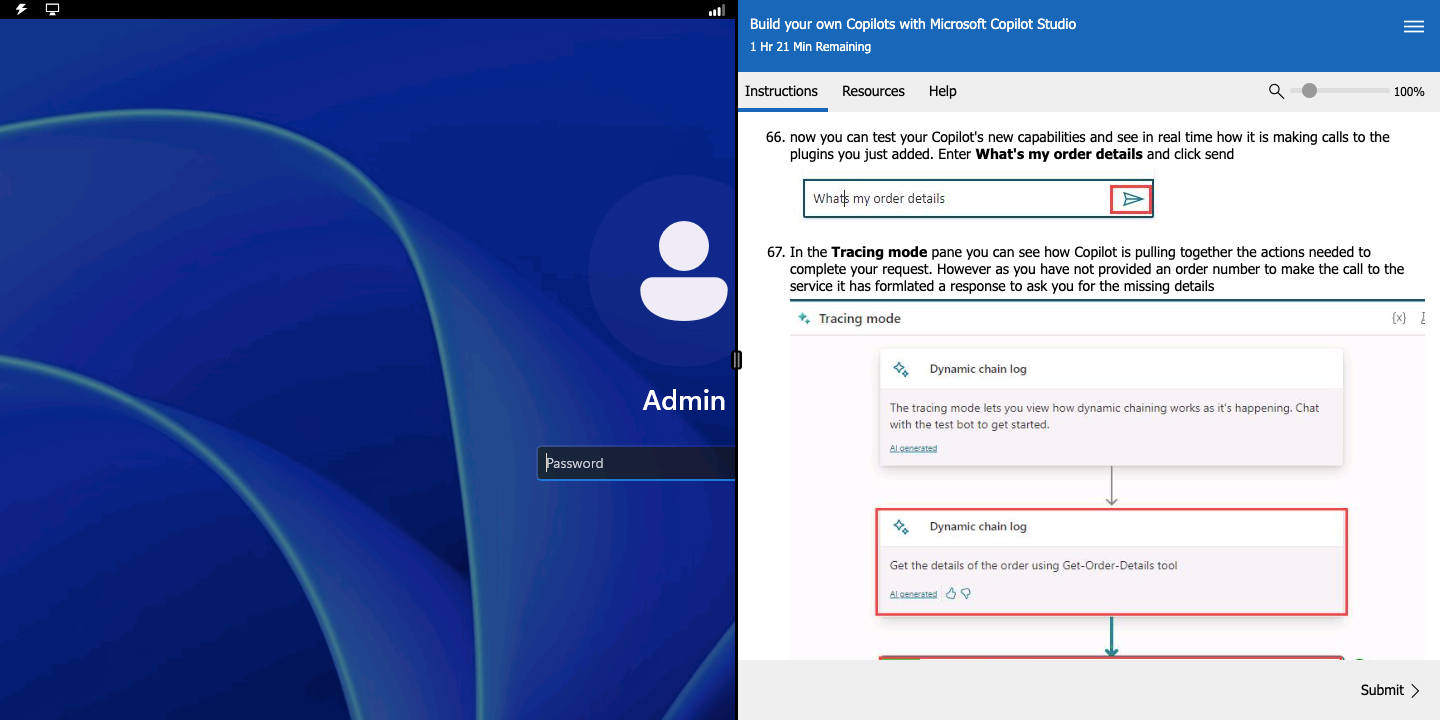 Admin
Password
Build your own Copilots with Microsoft Copilot Studio
1 Hr 21 Min Remaining
Instructions Resources Help 100%
66. now you can test your Copilot's new capabilities and see in real time how it is making calls to the
plugins you just added. Enter What's my order details and click send
Whats my order details
67. In the Tracing mode pane you can see how Copilot is pulling together the actions needed to
complete your request. However as you have not provided an order number to make the call to the
service it has formlated a response to ask you for the missing details
Tracing mode {x}
Dynamic chain log
The tracing mode lets you view how dynamic chaining works as it's happening. Chat
with the test bot to get started.
AI generated
Dynamic chain log
Get the details of the order using Get-Order-Details tool
AI generated
Submit